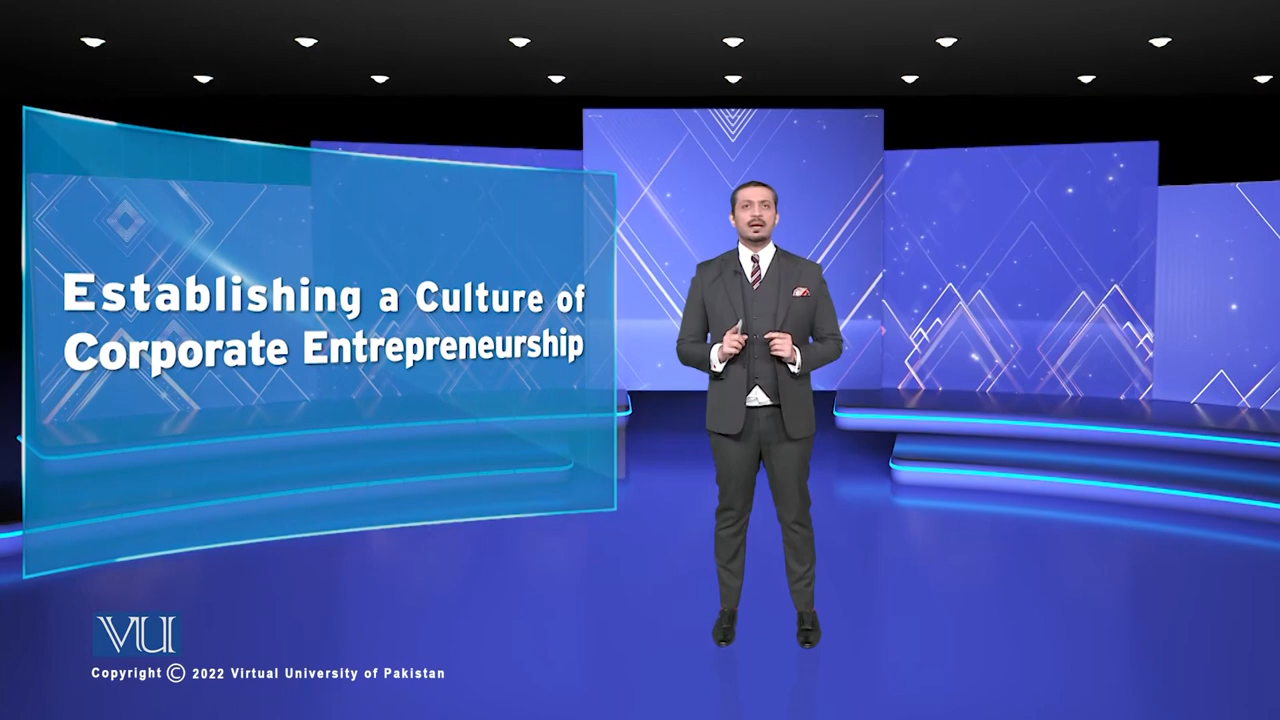 Establishing a Culture of
Corporate Entrepreneurship
VU
Copyright © 2022 Virtual University of Pakistan